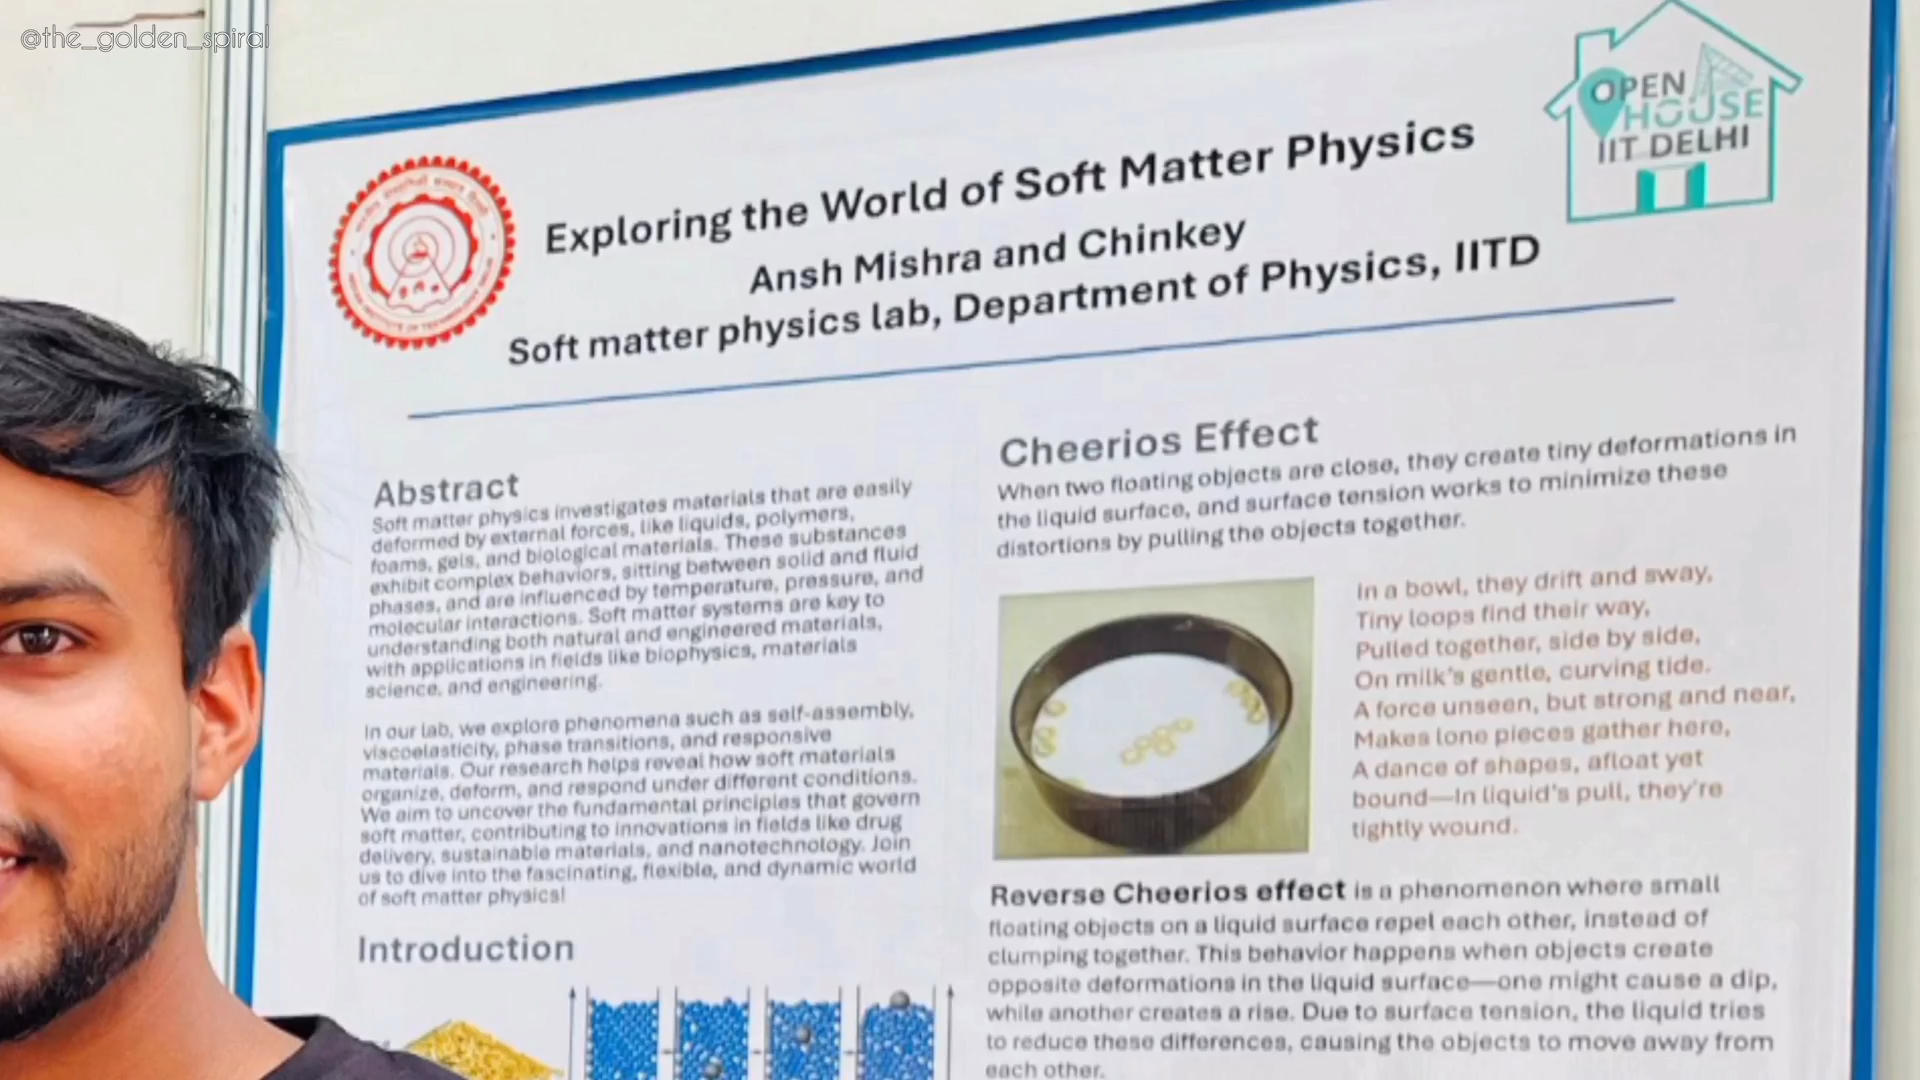 @the_golden_spiral
OPEN
HOUSE
IIT DELHI
Exploring the World of Soft Matter Physics
Ansh Mishra and Chinkey
Soft matter physics lab, Department of Physics, IITD
Abstract
Soft matter physics investigates materials that are easily
deformed by external forces, like liquids, polymers,
foams, gels, and biological materials. These substances
exhibit complex behaviors, sitting between solid and fluid
phases, and are influenced by temperature, pressure, and
molecular interactions. Soft matter systems are key to
understanding both natural and engineered materials,
with applications in fields like biophysics, materials
science, and engineering.
In our lab, we explore phenomena such as self-assembly,
viscoelasticity, phase transitions, and responsive
materials. Our research helps reveal how soft materials
organize, deform, and respond under different conditions.
We aim to uncover the fundamental principles that govern
soft matter, contributing to innovations in fields like drug
delivery, sustainable materials, and nanotechnology. Join
us to dive into the fascinating, flexible, and dynamic world
of soft matter physics!
Introduction
Cheerios Effect
When two floating objects are close, they create tiny deformations in
the liquid surface, and surface tension works to minimize these
distortions by pulling the objects together.
In a bowl, they drift and sway,
Tiny loops find their way,
Pulled together, side by side,
On milk's gentle, curving tide.
A force unseen, but strong and near,
Makes lone pieces gather here,
A dance of shapes, afloat yet
bound—In liquid's pull, they're
tightly wound.
Reverse Cheerios effect is a phenomenon where small
floating objects on a liquid surface repel each other, instead of
clumping together. This behavior happens when objects create
opposite deformations in the liquid surface—one might cause a dip,
while another creates a rise. Due to surface tension, the liquid tries
to reduce these differences, causing the objects to move away from
each other.